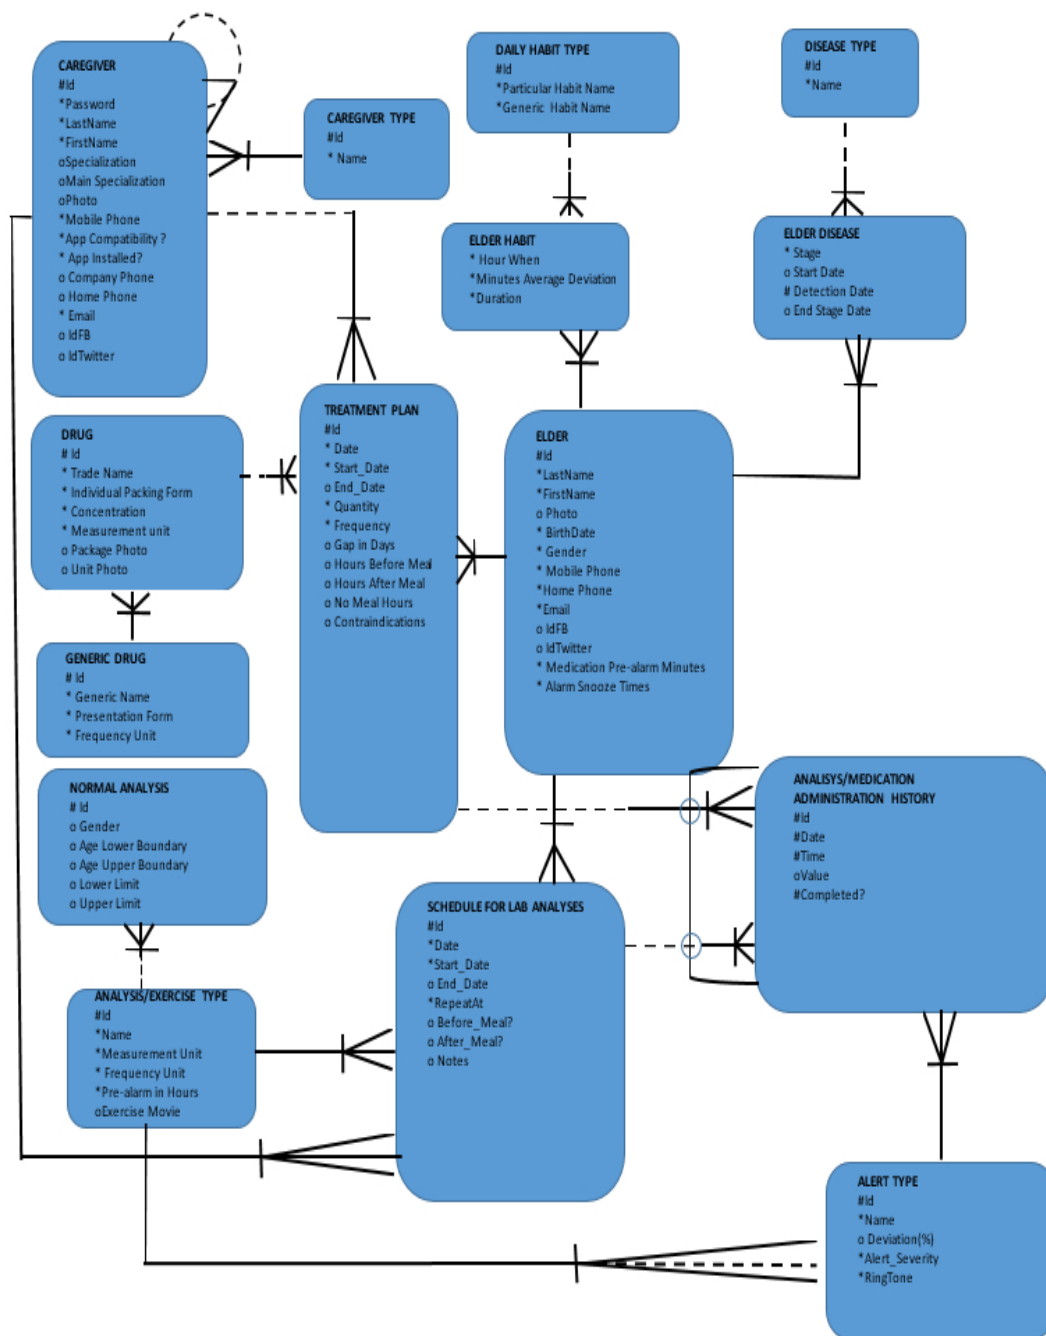 CAREGIVER
#Id
*Password
*LastName
*FirstName
oSpecialization
oMain Specialization
oPhoto
*Mobile Phone
*App Compatibility ?
* App Installed?
o Company Phone
o Home Phone
* Email
o IdFB
o IdTwitter
CAREGIVER TYPE
#Id
* Name
DAILY HABIT TYPE
#Id
*Particular Habit Name
*Generic Habit Name
DISEASE TYPE
#Id
*Name
ELDER HABIT
* Hour When
*Minutes Average Deviation
*Duration
ELDER DISEASE
* Stage
o Start Date
# Detection Date
o End Stage Date
DRUG
# Id
* Trade Name
* Individual Packing Form
* Concentration
* Measurement unit
o Package Photo
o Unit Photo
TREATMENT PLAN
#Id
* Date
* Start_Date
o End_Date
* Quantity
* Frequency
o Gap in Days
o Hours Before Meal
o Hours After Meal
o No Meal Hours
o Contraindications
ELDER
#Id
*LastName
*FirstName
o Photo
* BirthDate
* Gender
* Mobile Phone
*Home Phone
*Email
o IdFB
o IdTwitter
* Medication Pre-alarm Minutes
* Alarm Snooze Times
GENERIC DRUG
# Id
* Generic Name
* Presentation Form
* Frequency Unit
NORMAL ANALYSIS
# Id
o Gender
o Age Lower Boundary
o Age Upper Boundary
o Lower Limit
o Upper Limit
ANALISYS/MEDICATION
ADMINISTRATION HISTORY
#Id
#Date
#Time
oValue
#Completed?
SCHEDULE FOR LAB ANALYSES
#Id
*Date
*Start_Date
o End_Date
*RepeatAt
o Before_Meal?
o After_Meal?
o Notes
ANALYSIS/EXERCISE TYPE
#Id
*Name
*Measurement Unit
* Frequency Unit
*Pre-alarm in Hours
oExercise Movie
ALERT TYPE
#Id
*Name
o Deviation(%)
*Alert_Severity
*RingTone